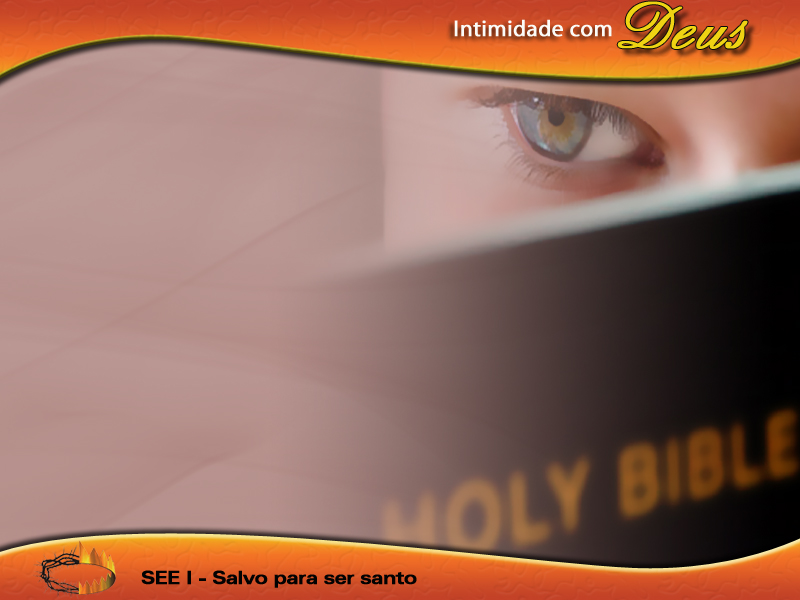 Intimidade com Deus
HOLY BIBLE
SEE I - Salvo para ser santo